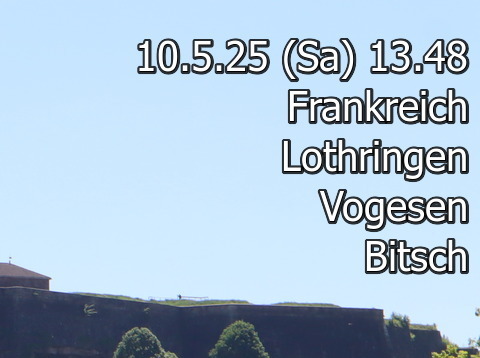 10.5.25 (Sa) 13.48
Frankreich
Lothringen
Vogesen
Bitsch